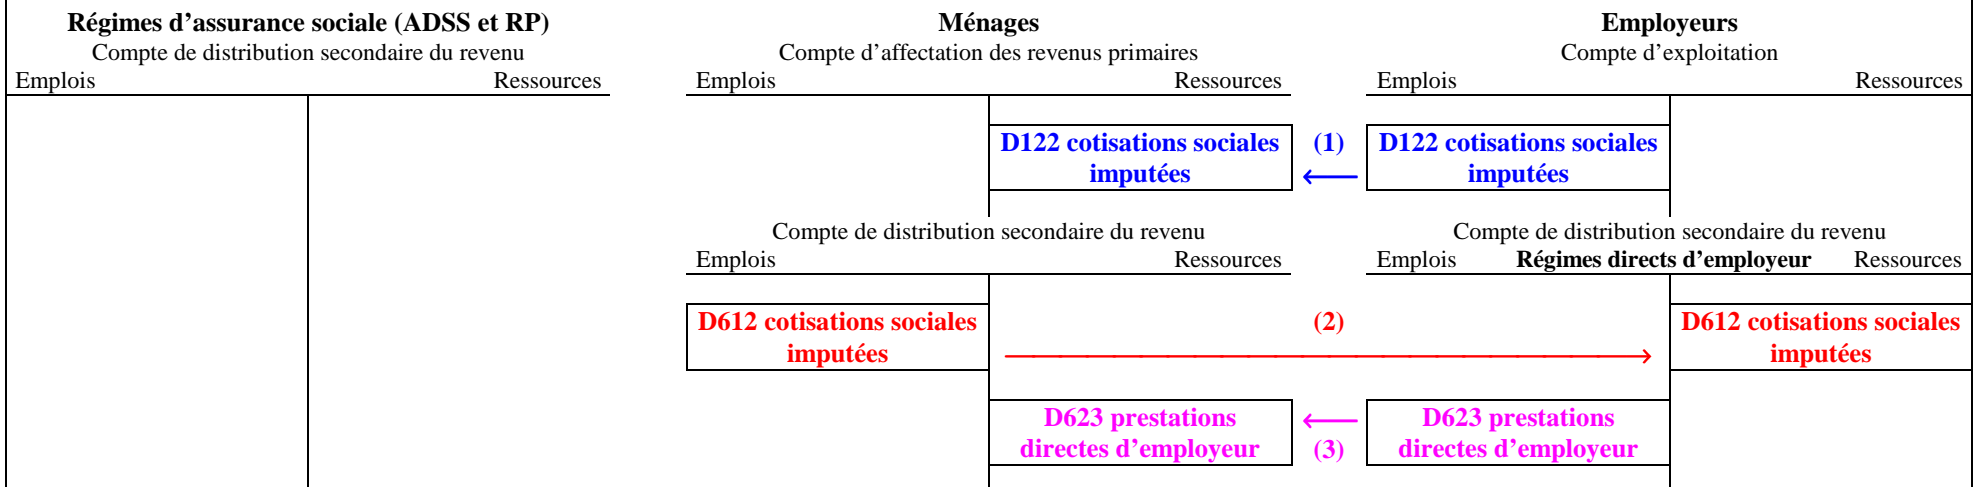 Régimes d’assurance sociale (ADSS et RP)
Compte de distribution secondaire du revenu
Emplois Ressources
Ménages
Compte d’affectation des revenus primaires
Emplois Ressources
Employeurs
Compte d’exploitation
Emplois Ressources
D122 cotisations sociales
imputées
(1)
D122 cotisations sociales
imputées
Compte de distribution secondaire du revenu
Emplois Ressources
Compte de distribution secondaire du revenu
Emplois Régimes directs d’employeur Ressources
D612 cotisations sociales
imputées
(2)
D612 cotisations sociales
imputées
D623 prestations
directes d’employeur
(3)
D623 prestations
directes d’employeur